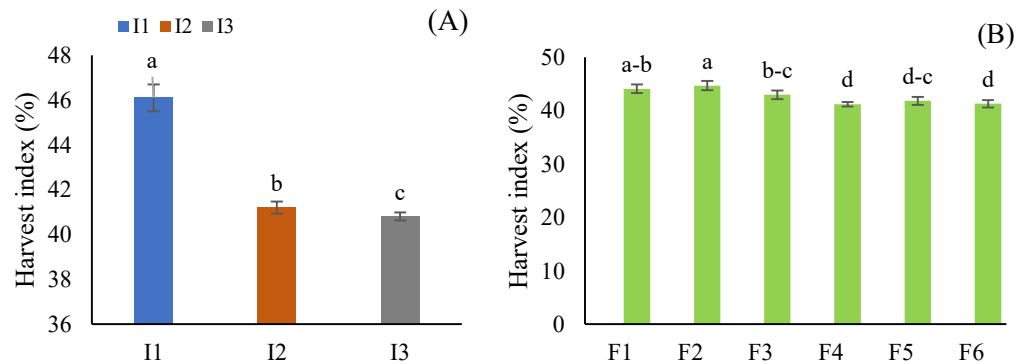 I1 I2 I3
(A)
Harvest index (%)
48
46
44
42
40
38
36
a
b
c
I1 I2 I3
(B)
Harvest index (%)
50
40
30
20
10
0
a-b a b-c d d-c d
F1 F2 F3 F4 F5 F6